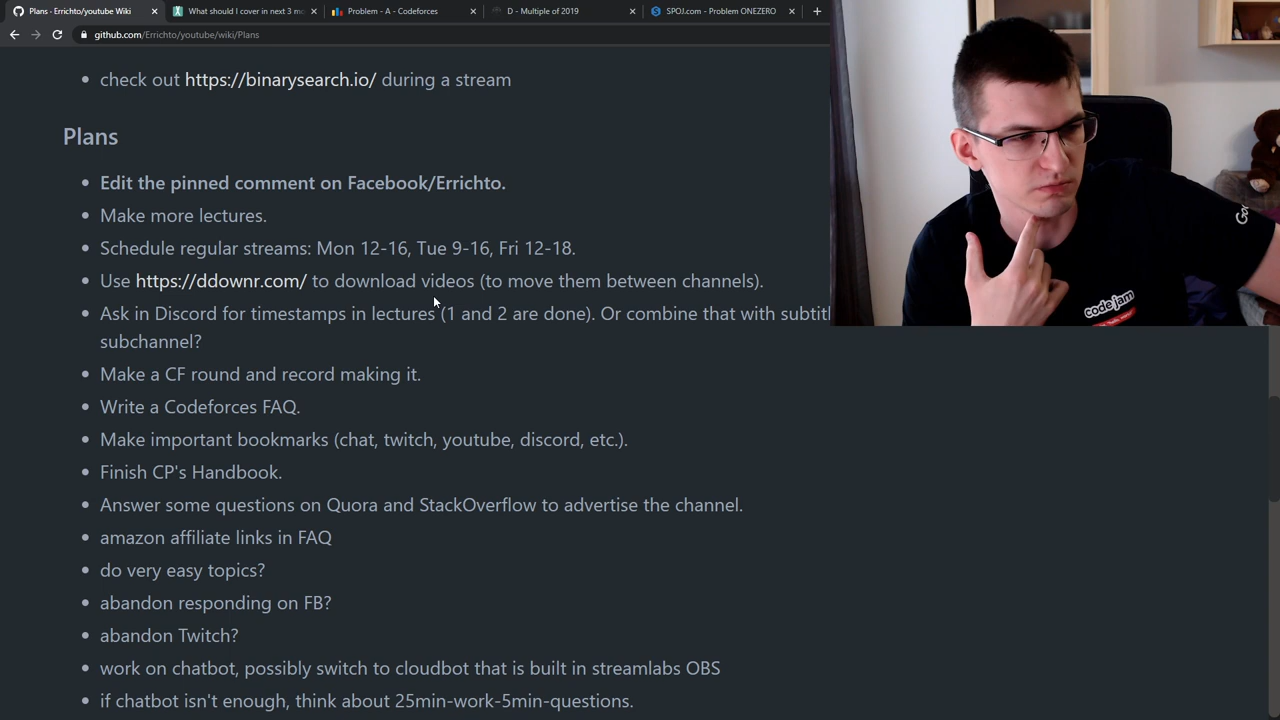 Plans · Errichto/youtube Wiki
What should I cover in next 3 mo
Problem - A - Codeforces
D - Multiple of 2019
SPOJ.com - Problem ONEZERO
github.com/Errichto/youtube/wiki/Plans
check out https://binarysearch.io/ during a stream
Plans
Edit the pinned comment on Facebook/Errichto.
Make more lectures.
Schedule regular streams: Mon 12-16, Tue 9-16, Fri 12-18.
Use https://ddownr.com/ to download videos (to move them between channels).
Ask in Discord for timestamps in lectures (1 and 2 are done). Or combine that with subtitl
subchannel?
Make a CF round and record making it.
Write a Codeforces FAQ.
Make important bookmarks (chat, twitch, youtube, discord, etc.).
Finish CP's Handbook.
Answer some questions on Quora and StackOverflow to advertise the channel.
amazon affiliate links in FAQ
do very easy topics?
abandon responding on FB?
abandon Twitch?
work on chatbot, possibly switch to cloudbot that is built in streamlabs OBS
if chatbot isn't enough, think about 25min-work-5min-questions.
code jam